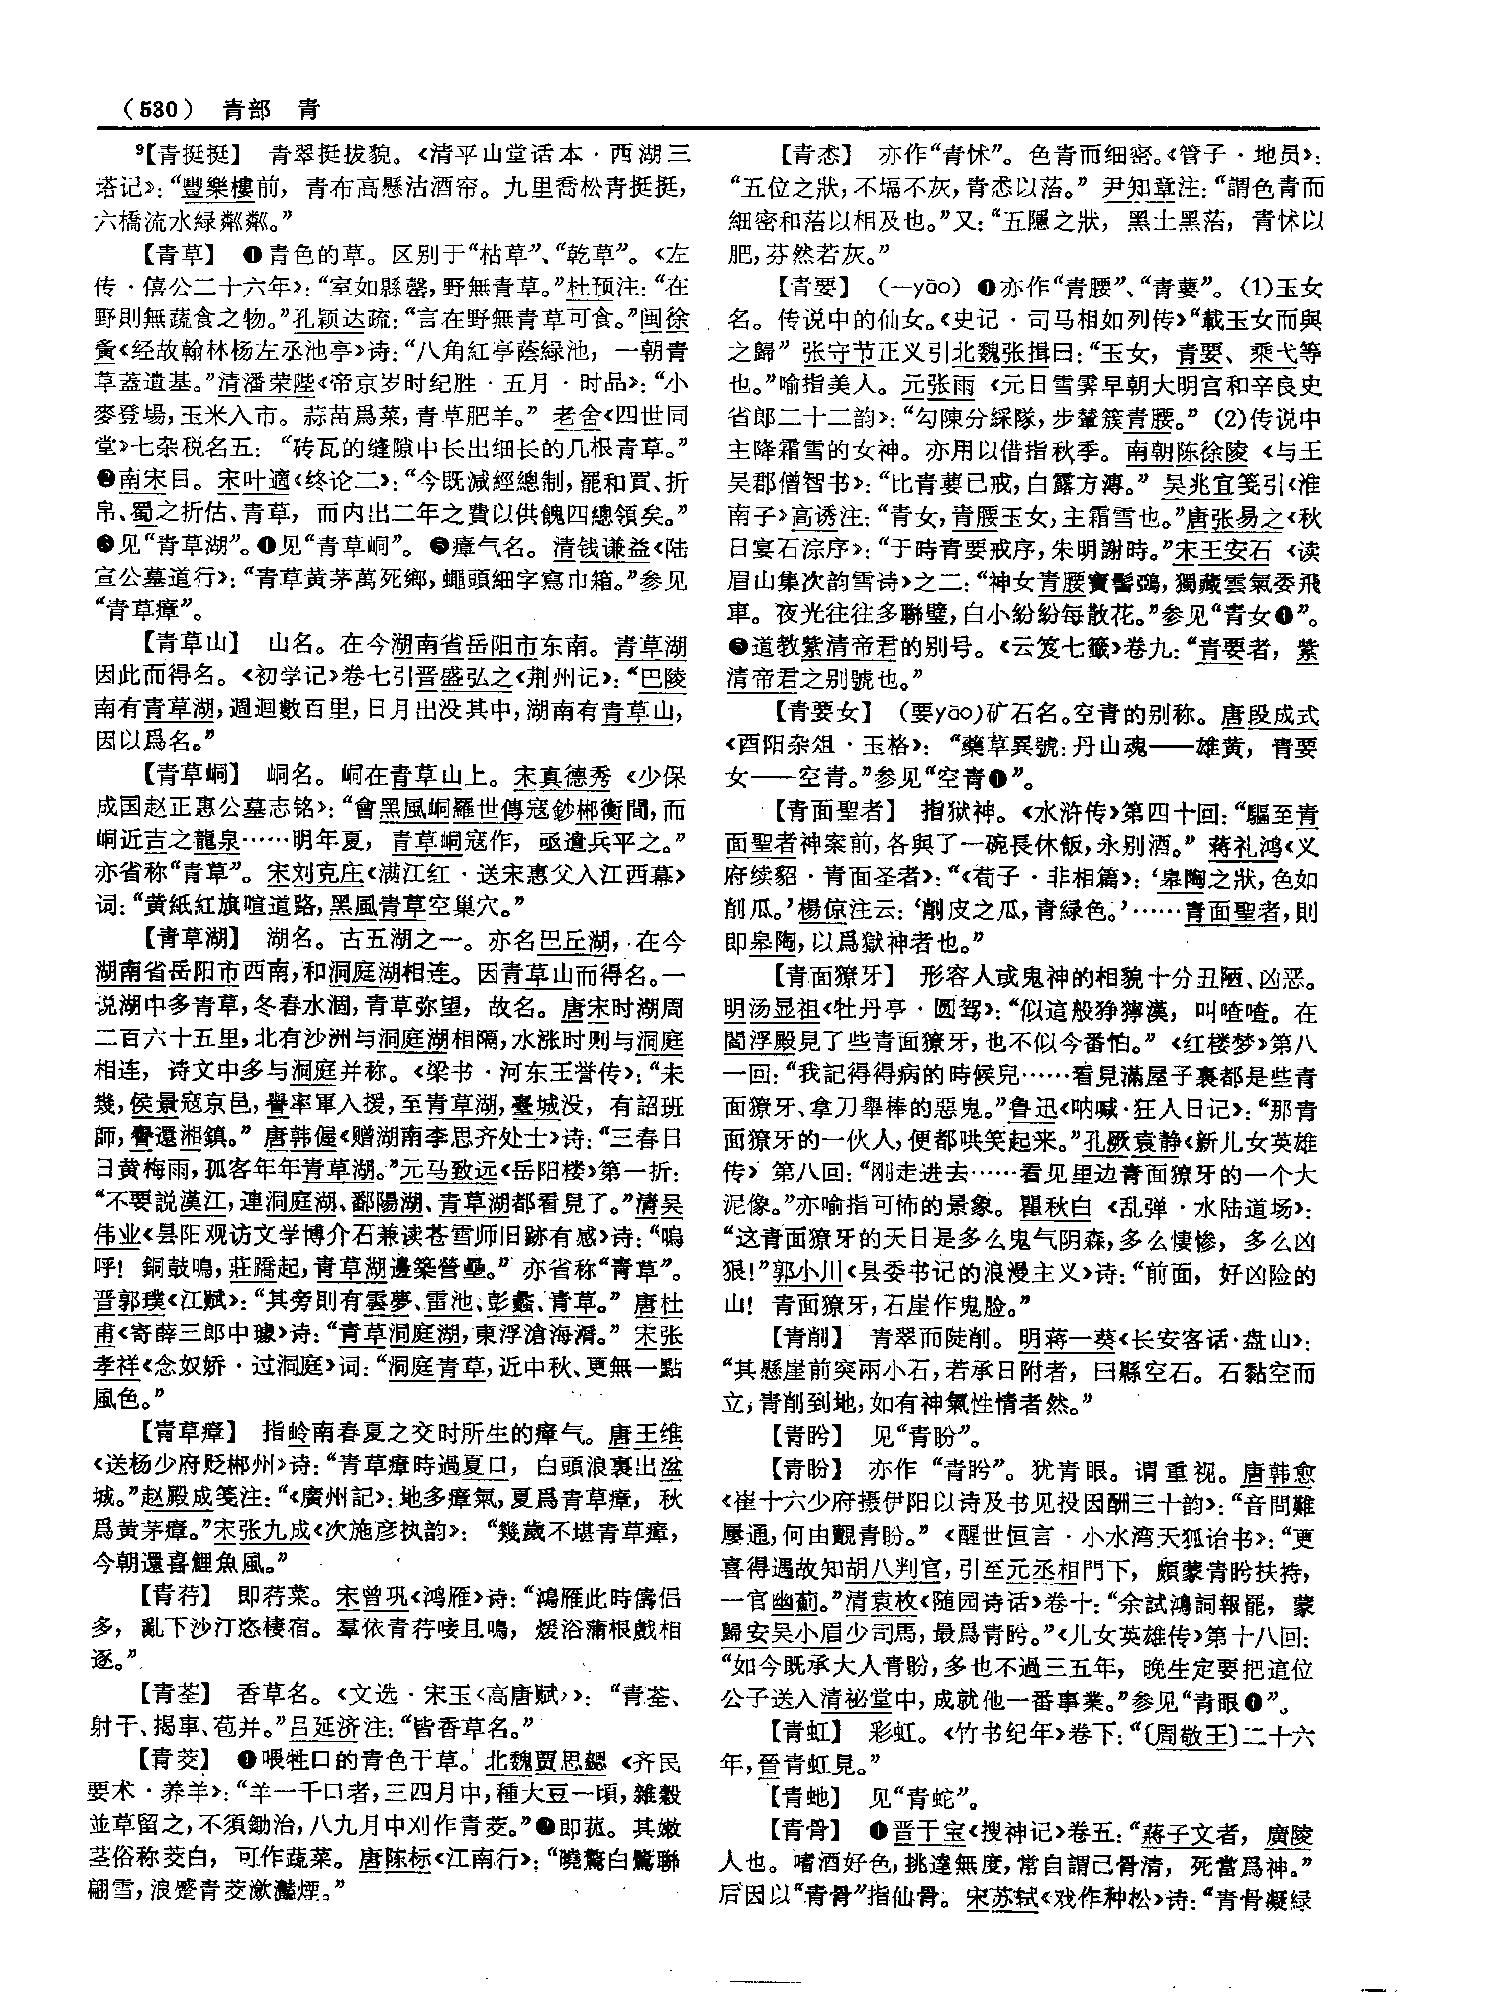 （530） 青部 青
⁹【青挺挺】 青翠挺拔貌。《清平山堂话本·西湖三
塔记》：“豐樂樓前，青布高懸沽酒帘。九里喬松青挺挺，
六橋流水緑粼粼。”
【青草】 ❶青色的草。区别于“枯草”、“乾草”。《左
传·僖公二十六年》：“室如縣罄，野無青草。”杜预注：“在
野則無蔬食之物。”孔颖达疏：“言在野無青草可食。”闽徐
夤《经故翰林杨左丞池亭》诗：“八角紅亭蔭緑池，一朝青
草蓋遺基。”清潘荣陛《帝京岁时纪胜·五月·时品》：“小
麥登場，玉米入市。蒜苗爲菜，青草肥羊。” 老舍《四世同
堂》七杂税名五：“砖瓦的缝隙中长出细长的几根青草。”
❷南宋目。宋叶適《终论二》：“今既減經總制，罷和買、折
帛、蜀之折估、青草，而内出二年之費以供餽四總領矣。”
❸见“青草湖”。❹见“青草峒”。❺瘴气名。清钱谦益《陆
宣公墓道行》：“青草黄茅萬死鄉，蠅頭細字寫巾箱。”参见
“青草瘴”。
【青草山】 山名。在今湖南省岳阳市东南。青草湖
因此而得名。《初学记》卷七引晋盛弘之《荆州记》：“巴陵
南有青草湖，週迴數百里，日月出没其中，湖南有青草山，
因以爲名。”
【青草峒】 峒名。峒在青草山上。宋真德秀《少保
成国赵正惠公墓志铭》：“會黑風峒羅世傳寇鈔郴衡間，而
峒近吉之龍泉……明年夏，青草峒寇作，亟遣兵平之。”
亦省称“青草”。宋刘克庄《满江红·送宋惠父入江西幕》
词：“黄紙紅旗喧道路，黑風青草空巢穴。”
【青草湖】 湖名。古五湖之一。亦名巴丘湖，在今
湖南省岳阳市西南，和洞庭湖相连。因青草山而得名。一
说湖中多青草，冬春水涸，青草弥望，故名。唐宋时湖周
二百六十五里，北有沙洲与洞庭湖相隔，水涨时则与洞庭
相连，诗文中多与洞庭并称。《梁书·河东王誉传》：“未
幾，侯景寇京邑，譽率軍入援，至青草湖，臺城没，有詔班
師，譽還湘鎮。” 唐韩偓《赠湖南李思齐处士》诗：“三春日
日黄梅雨，孤客年年青草湖。”元马致远《岳阳楼》第一折：
“不要説漢江，連洞庭湖、鄱陽湖、青草湖都看見了。”清吴
伟业《昙阳观访文学博介石兼读苍雪师旧跡有感》诗：“嗚
呼！銅鼓鳴，莊蹻起，青草湖邊築營壘。” 亦省称“青草”。
晋郭璞《江赋》：“其旁則有雲夢、雷池、彭蠡、青草。” 唐杜
甫《寄薛三郎中璩》诗：“青草洞庭湖，東浮滄海漘。” 宋张
孝祥《念奴娇·过洞庭》词：“洞庭青草，近中秋、更無一點
風色。”
【青草瘴】 指岭南春夏之交时所生的瘴气。唐王维
《送杨少府贬郴州》诗：“青草瘴時過夏口，白頭浪裏出湓
城。”赵殿成笺注：“《廣州記》：地多瘴氣，夏爲青草瘴，秋
爲黄茅瘴。”宋张九成《次施彦执韵》：“幾歲不堪青草瘴，
今朝還喜鯉魚風。”
【青荇】 即荇菜。宋曾巩《鸿雁》诗：“鴻雁此時儔侣
多，亂下沙汀恣棲宿。羣依青荇唼且鳴，煖浴蒲根戲相
逐。”
【青荃】 香草名。《文选·宋玉〈高唐赋〉》：“青荃、
射干、揭車、苞并。”吕延济注：“皆香草名。”
【青茭】 ❶喂牲口的青色干草。北魏贾思勰《齐民
要术·养羊》：“羊一千口者，三四月中，種大豆一頃，雜穀
並草留之，不須鋤治，八九月中刈作青茭。”❷即菰。其嫩
茎俗称茭白，可作蔬菜。唐陈标《江南行》：“曉驚白鷺聯
翩雪，浪蹙青茭瀲灩煙。”
【青悉】 亦作“青怸”。色青而细密。《管子·地员》：
“五位之狀，不塥不灰，青怸以菭。” 尹知章注：“謂色青而
細密和菭以相及也。”又：“五隱之狀，黑土黑菭，青怵以
肥，芬然若灰。”
【青要】 （—yāo）❶亦作“青腰”、“青葽”。(1)玉女
名。传说中的仙女。《史记·司马相如列传》“載玉女而與
之歸” 张守节正义引北魏张揖曰：“玉女，青要、乘弋等
也。”喻指美人。元张雨《元日雪霁早朝大明宫和辛良史
省郎二十二韵》：“勾陳分綵隊，步輦簇青腰。” (2)传说中
主降霜雪的女神。亦用以借指秋季。南朝陈徐陵《与王
吴郡僧智书》：“比青葽已戒，白露方漙。” 吴兆宜笺引《淮
南子》高诱注：“青女，青腰玉女，主霜雪也。”唐张易之《秋
日宴石淙序》：“于時青要戒序，朱明謝時。”宋王安石《读
眉山集次韵雪诗》之二：“神女青腰寶髻鵶，獨藏雲氣委飛
車。夜光往往多聯璧，白小紛紛每散花。”参见“青女❶”。
❷道教紫清帝君的别号。《云笈七籤》卷九：“青要者，紫
清帝君之别號也。”
【青要女】 （要yāo）矿石名。空青的别称。唐段成式
《酉阳杂俎·玉格》：“藥草異號：丹山魂——雄黄，青要
女——空青。”参见“空青❶”。
【青面聖者】 指狱神。《水浒传》第四十回：“驅至青
面聖者神案前，各與了一碗長休飯，永别酒。” 蒋礼鸿《义
府续貂·青面圣者》：“《荀子·非相篇》：‘臯陶之狀，色如
削瓜。’楊倞注云：‘削皮之瓜，青緑色。’……青面聖者，則
即臯陶，以爲獄神者也。”
【青面獠牙】 形容人或鬼神的相貌十分丑陋、凶恶。
明汤显祖《牡丹亭·圆驾》：“似這般狰獰漢，叫喳喳。在
閻浮殿見了些青面獠牙，也不似今番怕。” 《红楼梦》第八
一回：“我記得得病的時候兒……看見滿屋子裏都是些青
面獠牙、拿刀舉棒的惡鬼。”鲁迅《呐喊·狂人日记》：“那青
面獠牙的一伙人，便都哄笑起来。”孔厥袁静《新儿女英雄
传》第八回：“刚走进去……看见里边青面獠牙的一个大
泥像。”亦喻指可怖的景象。瞿秋白《乱弹·水陆道场》：
“这青面獠牙的天日是多么鬼气阴森，多么悽惨，多么凶
狠！”郭小川《县委书记的浪漫主义》诗：“前面，好凶险的
山！青面獠牙，石崖作鬼脸。”
【青削】 青翠而陡削。明蒋一葵《长安客话·盘山》：
“其懸崖前突兩小石，若承日附者，曰縣空石。石黏空而
立，青削到地，如有神氣性情者然。”
【青盻】 见“青盼”。
【青盼】 亦作“青盻”。犹青眼。谓重视。唐韩愈
《崔十六少府摄伊阳以诗及书见投因酬三十韵》：“音問難
屢通，何由覿青盼。” 《醒世恒言·小水湾天狐诒书》：“更
喜得遇故知胡八判官，引至元丞相門下，頗蒙青盻扶持，
一官幽薊。”清袁枚《随园诗话》卷十：“余試鴻詞報罷，蒙
歸安吴小眉少司馬，最爲青盻。”《儿女英雄传》第十八回：
“如今既承大人青盼，多也不過三五年，晚生定要把這位
公子送入清祕堂中，成就他一番事業。”参见“青眼❶”。
【青虹】 彩虹。《竹书纪年》卷下：“〔周敬王〕二十六
年，晉青虹見。”
【青虵】 见“青蛇”。
【青骨】 ❶晋干宝《搜神记》卷五：“蔣子文者，廣陵
人也。嗜酒好色，挑達無度，常自謂己骨清，死當爲神。”
后因以“青骨”指仙骨。宋苏轼《戏作种松》诗：“青骨凝绿